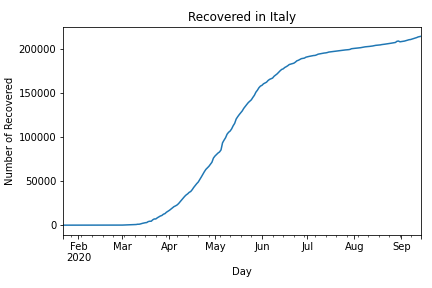 Recovered in Italy
Number of Recovered
200000
150000
100000
50000
0
Feb Mar Apr May Jun Jul Aug Sep
2020
Day